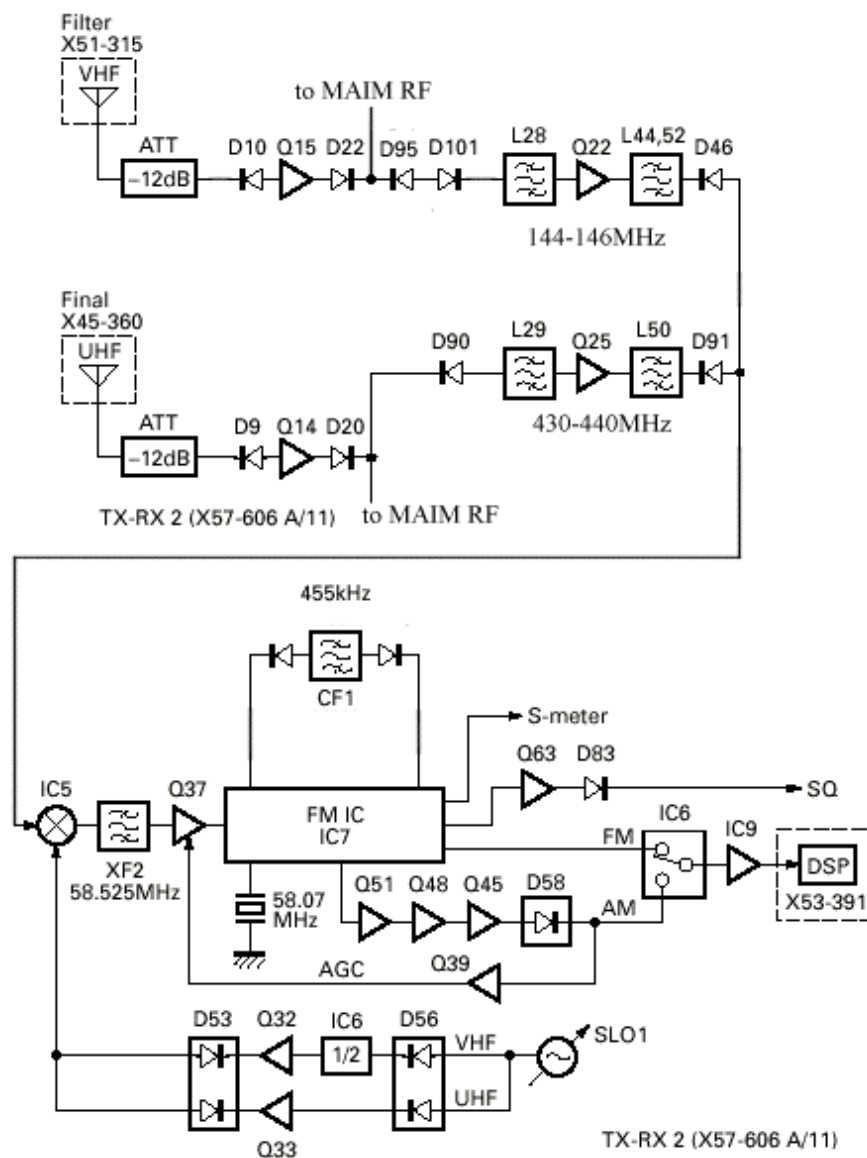 Filter
X51-315
VHF
to MAIM RF
ATT
-12dB
D10 Q15 D22 D95 D101 L28 Q22 L44,52 D46
144-146MHz
Final
X45-360
UHF
D90 L29 Q25 L50 D91
430-440MHz
ATT
-12dB
D9 Q14 D20
TX-RX 2 (X57-606 A/11)
to MAIM RF
455kHz
CF1
S-meter
Q63 D83
SQ
IC5 Q37
FM IC
IC7
FM
IC6
IC9
DSP
X53-391
XF2
58.525MHz
58.07
MHz
Q51 Q48 Q45 D58
AM
AGC
Q39
D53 Q32 IC6 D56
1/2
VHF
SLO1
UHF
Q33
TX-RX 2 (X57-606 A/11)